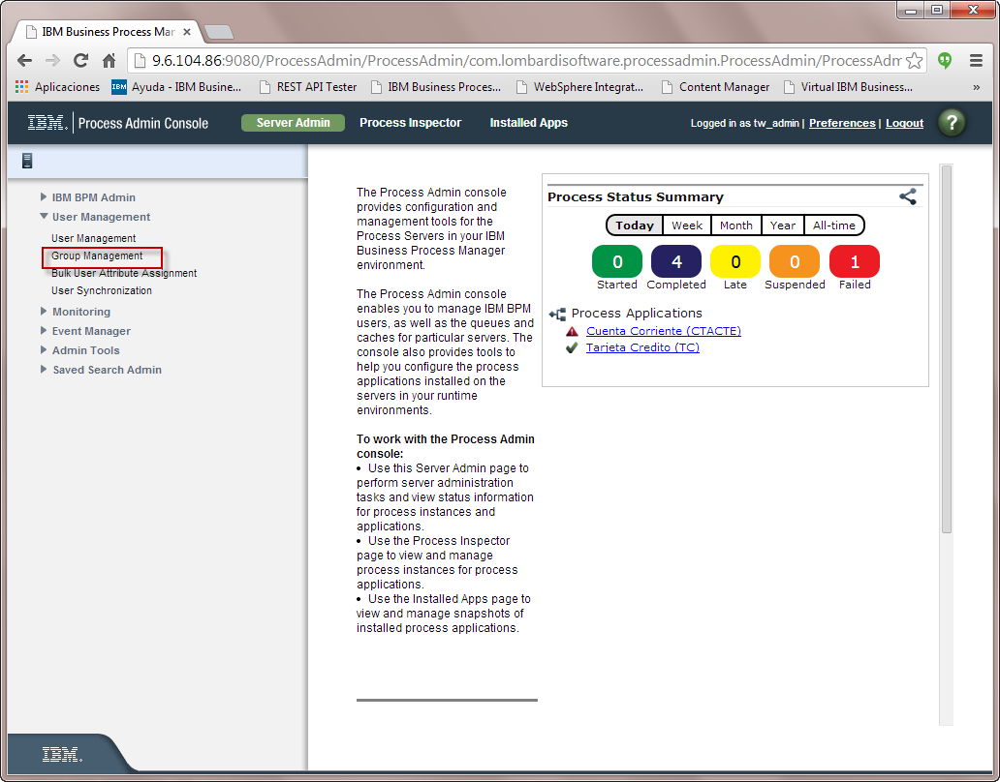 IBM Business Process Mar
9.6.104.86:9080/ProcessAdmin/ProcessAdmin/com.lombardisoftware.processadmin.ProcessAdmin/ProcessAdm
Aplicaciones
IBM Ayuda - IBM Busine...
REST API Tester
IBM Business Proces...
WebSphere Integrat...
Content Manager
Virtual IBM Business...
»
IBM. Process Admin Console
Server Admin
Process Inspector
Installed Apps
Logged in as tw_admin | Preferences | Logout
?
IBM BPM Admin
User Management
User Management
Group Management
Bulk User Attribute Assignment
User Synchronization
Monitoring
Event Manager
Admin Tools
Saved Search Admin
The Process Admin console
provides configuration and
management tools for the
Process Servers in your IBM
Business Process Manager
environment.
The Process Admin console
enables you to manage IBM BPM
users, as well as the queues and
caches for particular servers. The
console also provides tools to
help you configure the process
applications installed on the
servers in your runtime
environments.
To work with the Process Admin
console:
• Use this Server Admin page to
perform server administration
tasks and view status information
for process instances and
applications.
• Use the Process Inspector
page to view and manage
process instances for process
applications.
• Use the Installed Apps page to
view and manage snapshots of
installed process applications.
Process Status Summary
Today Week Month Year All-time
0 4 0 0 1
Started Completed Late Suspended Failed
Process Applications
Cuenta Corriente (CTACTE)
Tarjeta Credito (TC)
IBM.